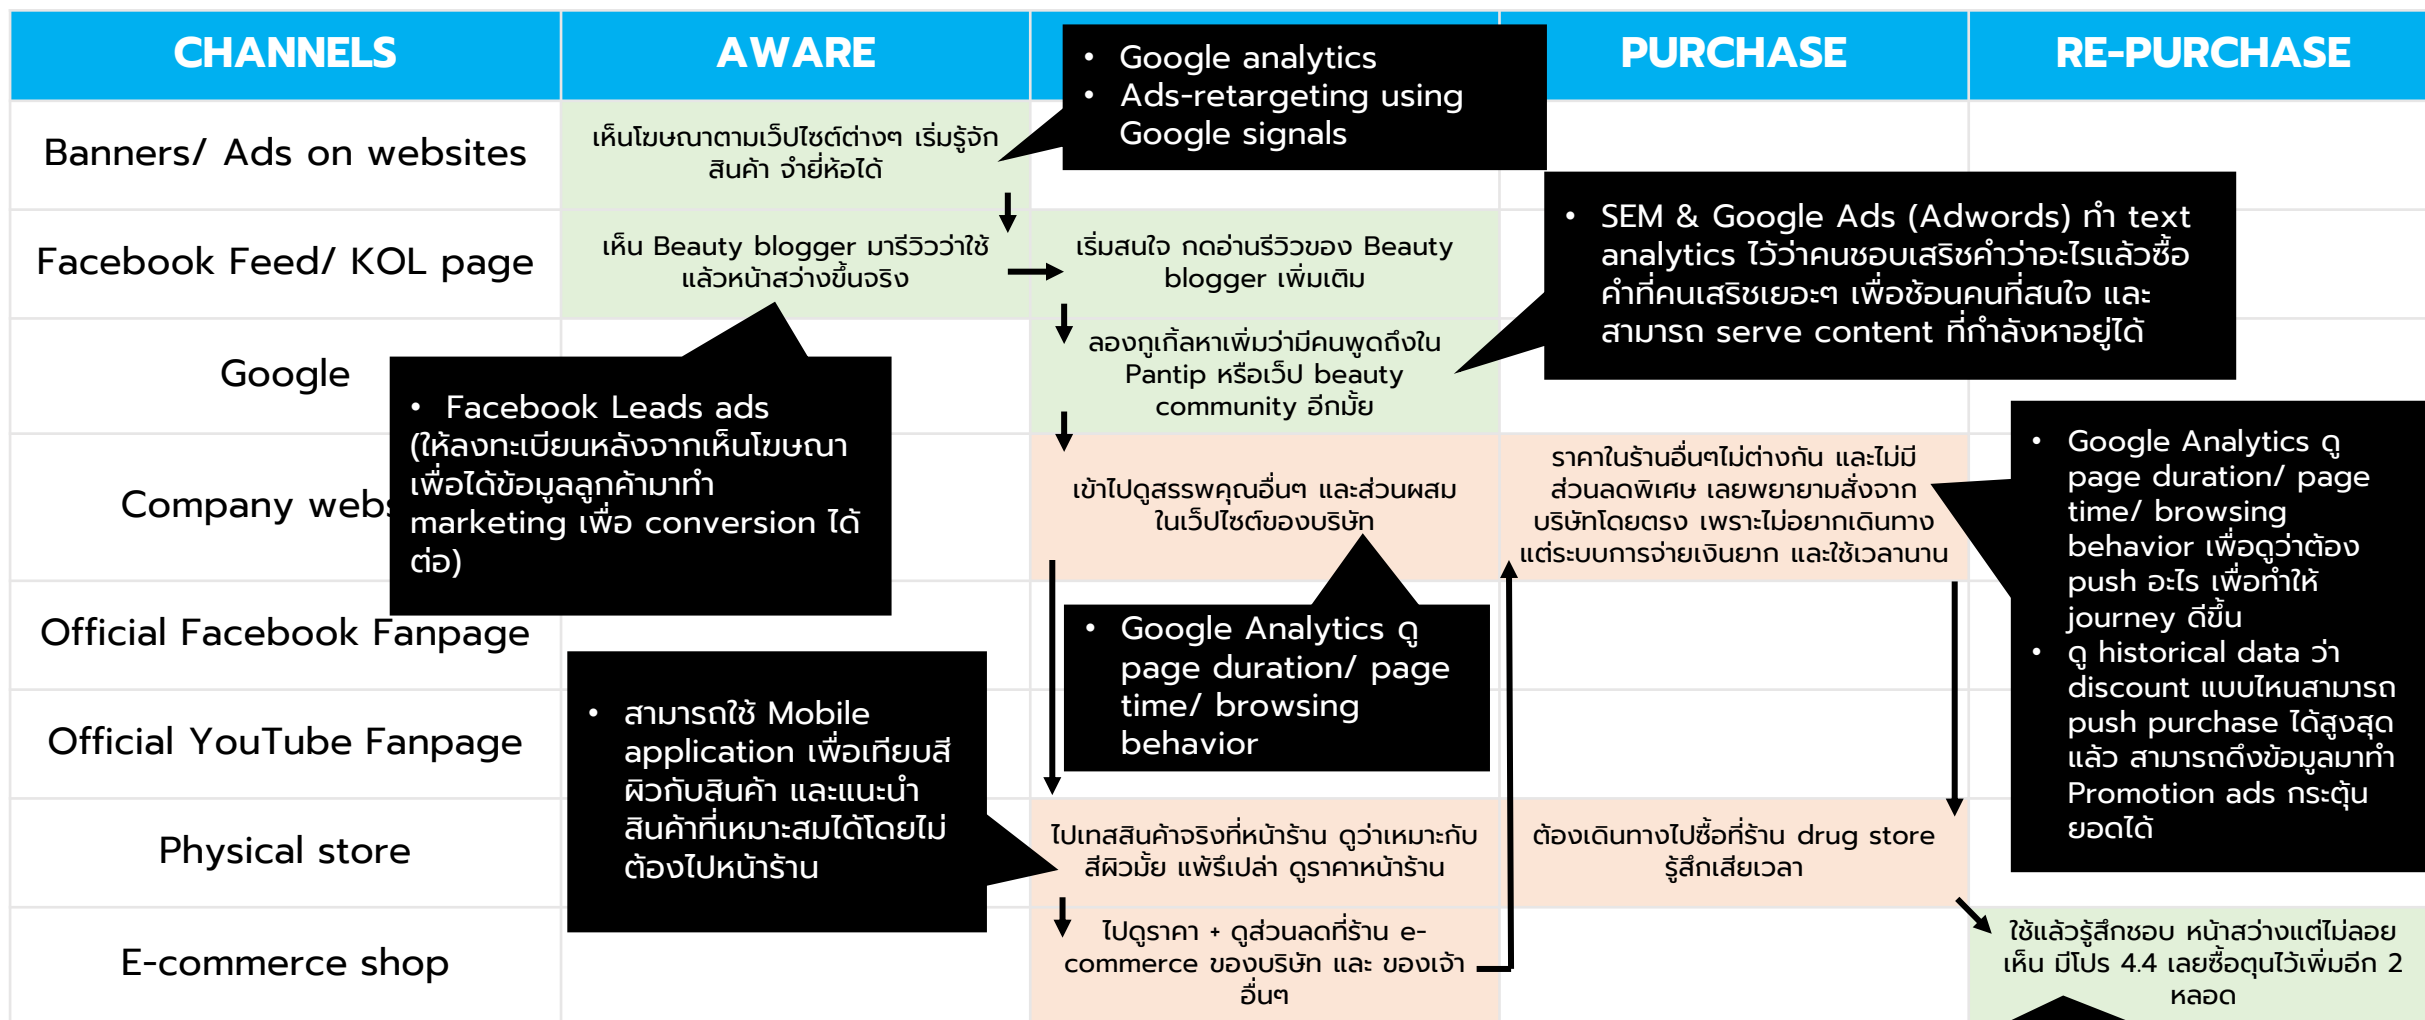 CHANNELS
AWARE
PURCHASE
RE-PURCHASE
• Google analytics
• Ads-retargeting using
Google signals
Banners/ Ads on websites
เห็นโฆษณาตามเว็ปไซต์ต่างๆ เริ่มรู้จัก
สินค้า จำยี่ห้อได้
Facebook Feed/ KOL page
เห็น Beauty blogger มารีวิวว่าใช้
แล้วหน้าสว่างขึ้นจริง
เริ่มสนใจ กดอ่านรีวิวของ Beauty
blogger เพิ่มเติม
• SEM & Google Ads (Adwords) ทำ text
analytics ไว้ว่าคนชอบเสริชคำว่าอะไรแล้วซื้อ
คำที่คนเสริชเยอะๆ เพื่อช้อนคนที่สนใจ และ
สามารถ serve content ที่กำลังหาอยู่ได้
Google
ลองกูเกิ้ลหาเพิ่มว่ามีคนพูดถึงใน
Pantip หรือเว็ป beauty
community อีกมั้ย
• Facebook Leads ads
(ให้ลงทะเบียนหลังจากเห็นโฆษณา
เพื่อได้ข้อมูลลูกค้ามาทำ
marketing เพื่อ conversion ได้
ต่อ)
Company webs
เข้าไปดูสรรพคุณอื่นๆ และส่วนผสม
ในเว็ปไซต์ของบริษัท
ราคาในร้านอื่นๆไม่ต่างกัน และไม่มี
ส่วนลดพิเศษ เลยพยายามสั่งจาก
บริษัทโดยตรง เพราะไม่อยากเดินทาง
แต่ระบบการจ่ายเงินยาก และใช้เวลานาน
• Google Analytics ดู
page duration/ page
time/ browsing
behavior เพื่อดูว่าต้อง
push อะไร เพื่อทำให้
journey ดีขึ้น
• ดู historical data ว่า
discount แบบไหนสามารถ
push purchase ได้สูงสุด
แล้ว สามารถดึงข้อมูลมาทำ
Promotion ads กระตุ้น
ยอดได้
Official Facebook Fanpage
• Google Analytics ดู
page duration/ page
time/ browsing
behavior
Official YouTube Fanpage
• สามารถใช้ Mobile
application เพื่อเทียบสี
ผิวกับสินค้า และแนะนำ
สินค้าที่เหมาะสมได้โดยไม่
ต้องไปหน้าร้าน
Physical store
ไปเทสสินค้าจริงที่หน้าร้าน ดูว่าเหมาะกับ
สีผิวมั้ย แพ้รึเปล่า ดูราคาหน้าร้าน
ต้องเดินทางไปซื้อที่ร้าน drug store
รู้สึกเสียเวลา
E-commerce shop
ไปดูราคา + ดูส่วนลดที่ร้าน e-
commerce ของบริษัท และ ของเจ้า
อื่นๆ
ใช้แล้วรู้สึกชอบ หน้าสว่างแต่ไม่ลอย
เห็น มีโปร 4.4 เลยซื้อตุนไว้เพิ่มอีก 2
หลอด